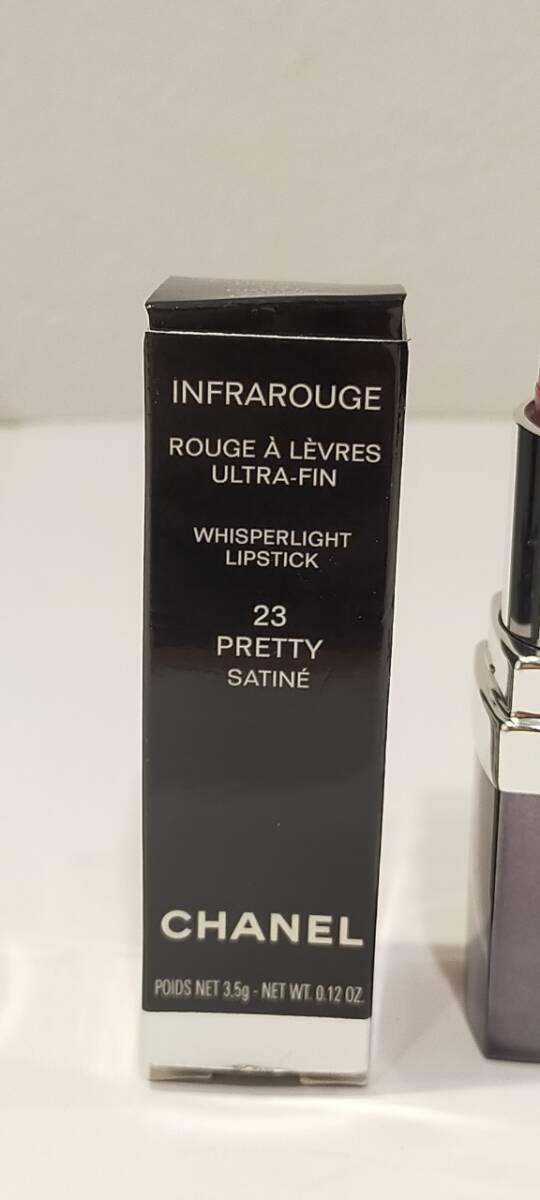 INFRAROUGE
ROUGE À LÈVRES
ULTRA-FIN
WHISPERLIGHT
LIPSTICK
23
PRETTY
SATINÉ
CHANEL
POIDS NET 3.5g - NET WT. 0.12 OZ.